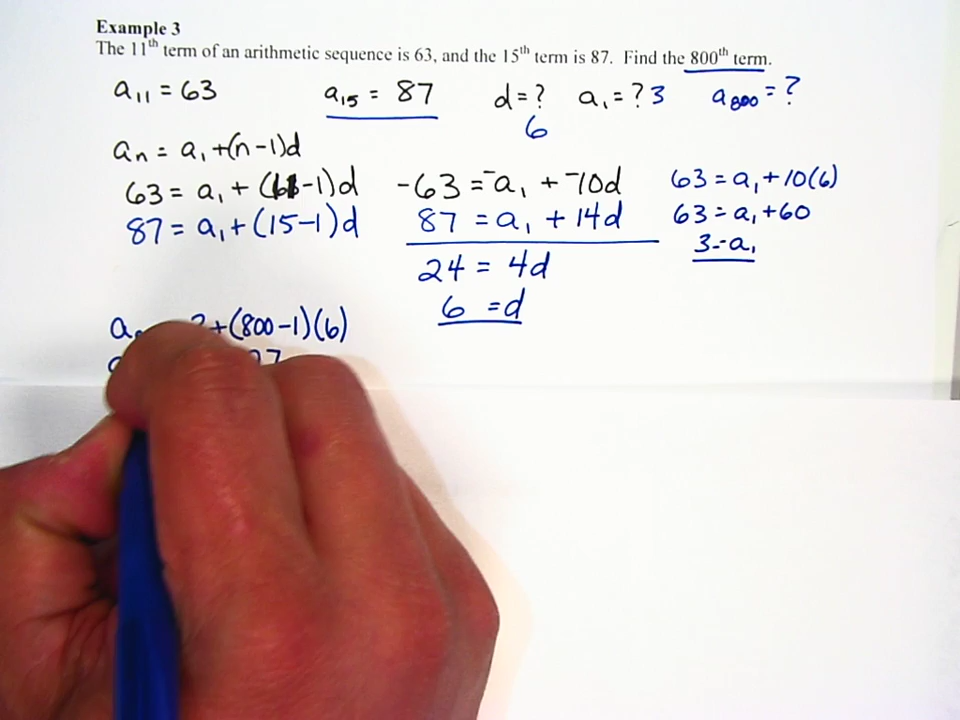 Example 3
The 11th term of an arithmetic sequence is 63, and the 15th term is 87. Find the 800th term.
a₁₁ = 63 a₁₅ = 87 d = ? a₁ = ? 3 a₈₀₀ = ?
6
aₙ = a₁ + (n-1)d
63 = a₁ + (11-1)d
87 = a₁ + (15-1)d
-63 = -a₁ + -10d
87 = a₁ + 14d
24 = 4d
6 = d
63 = a₁ + 10(6)
63 = a₁ + 60
3 = a₁
+ (800-1)(6)